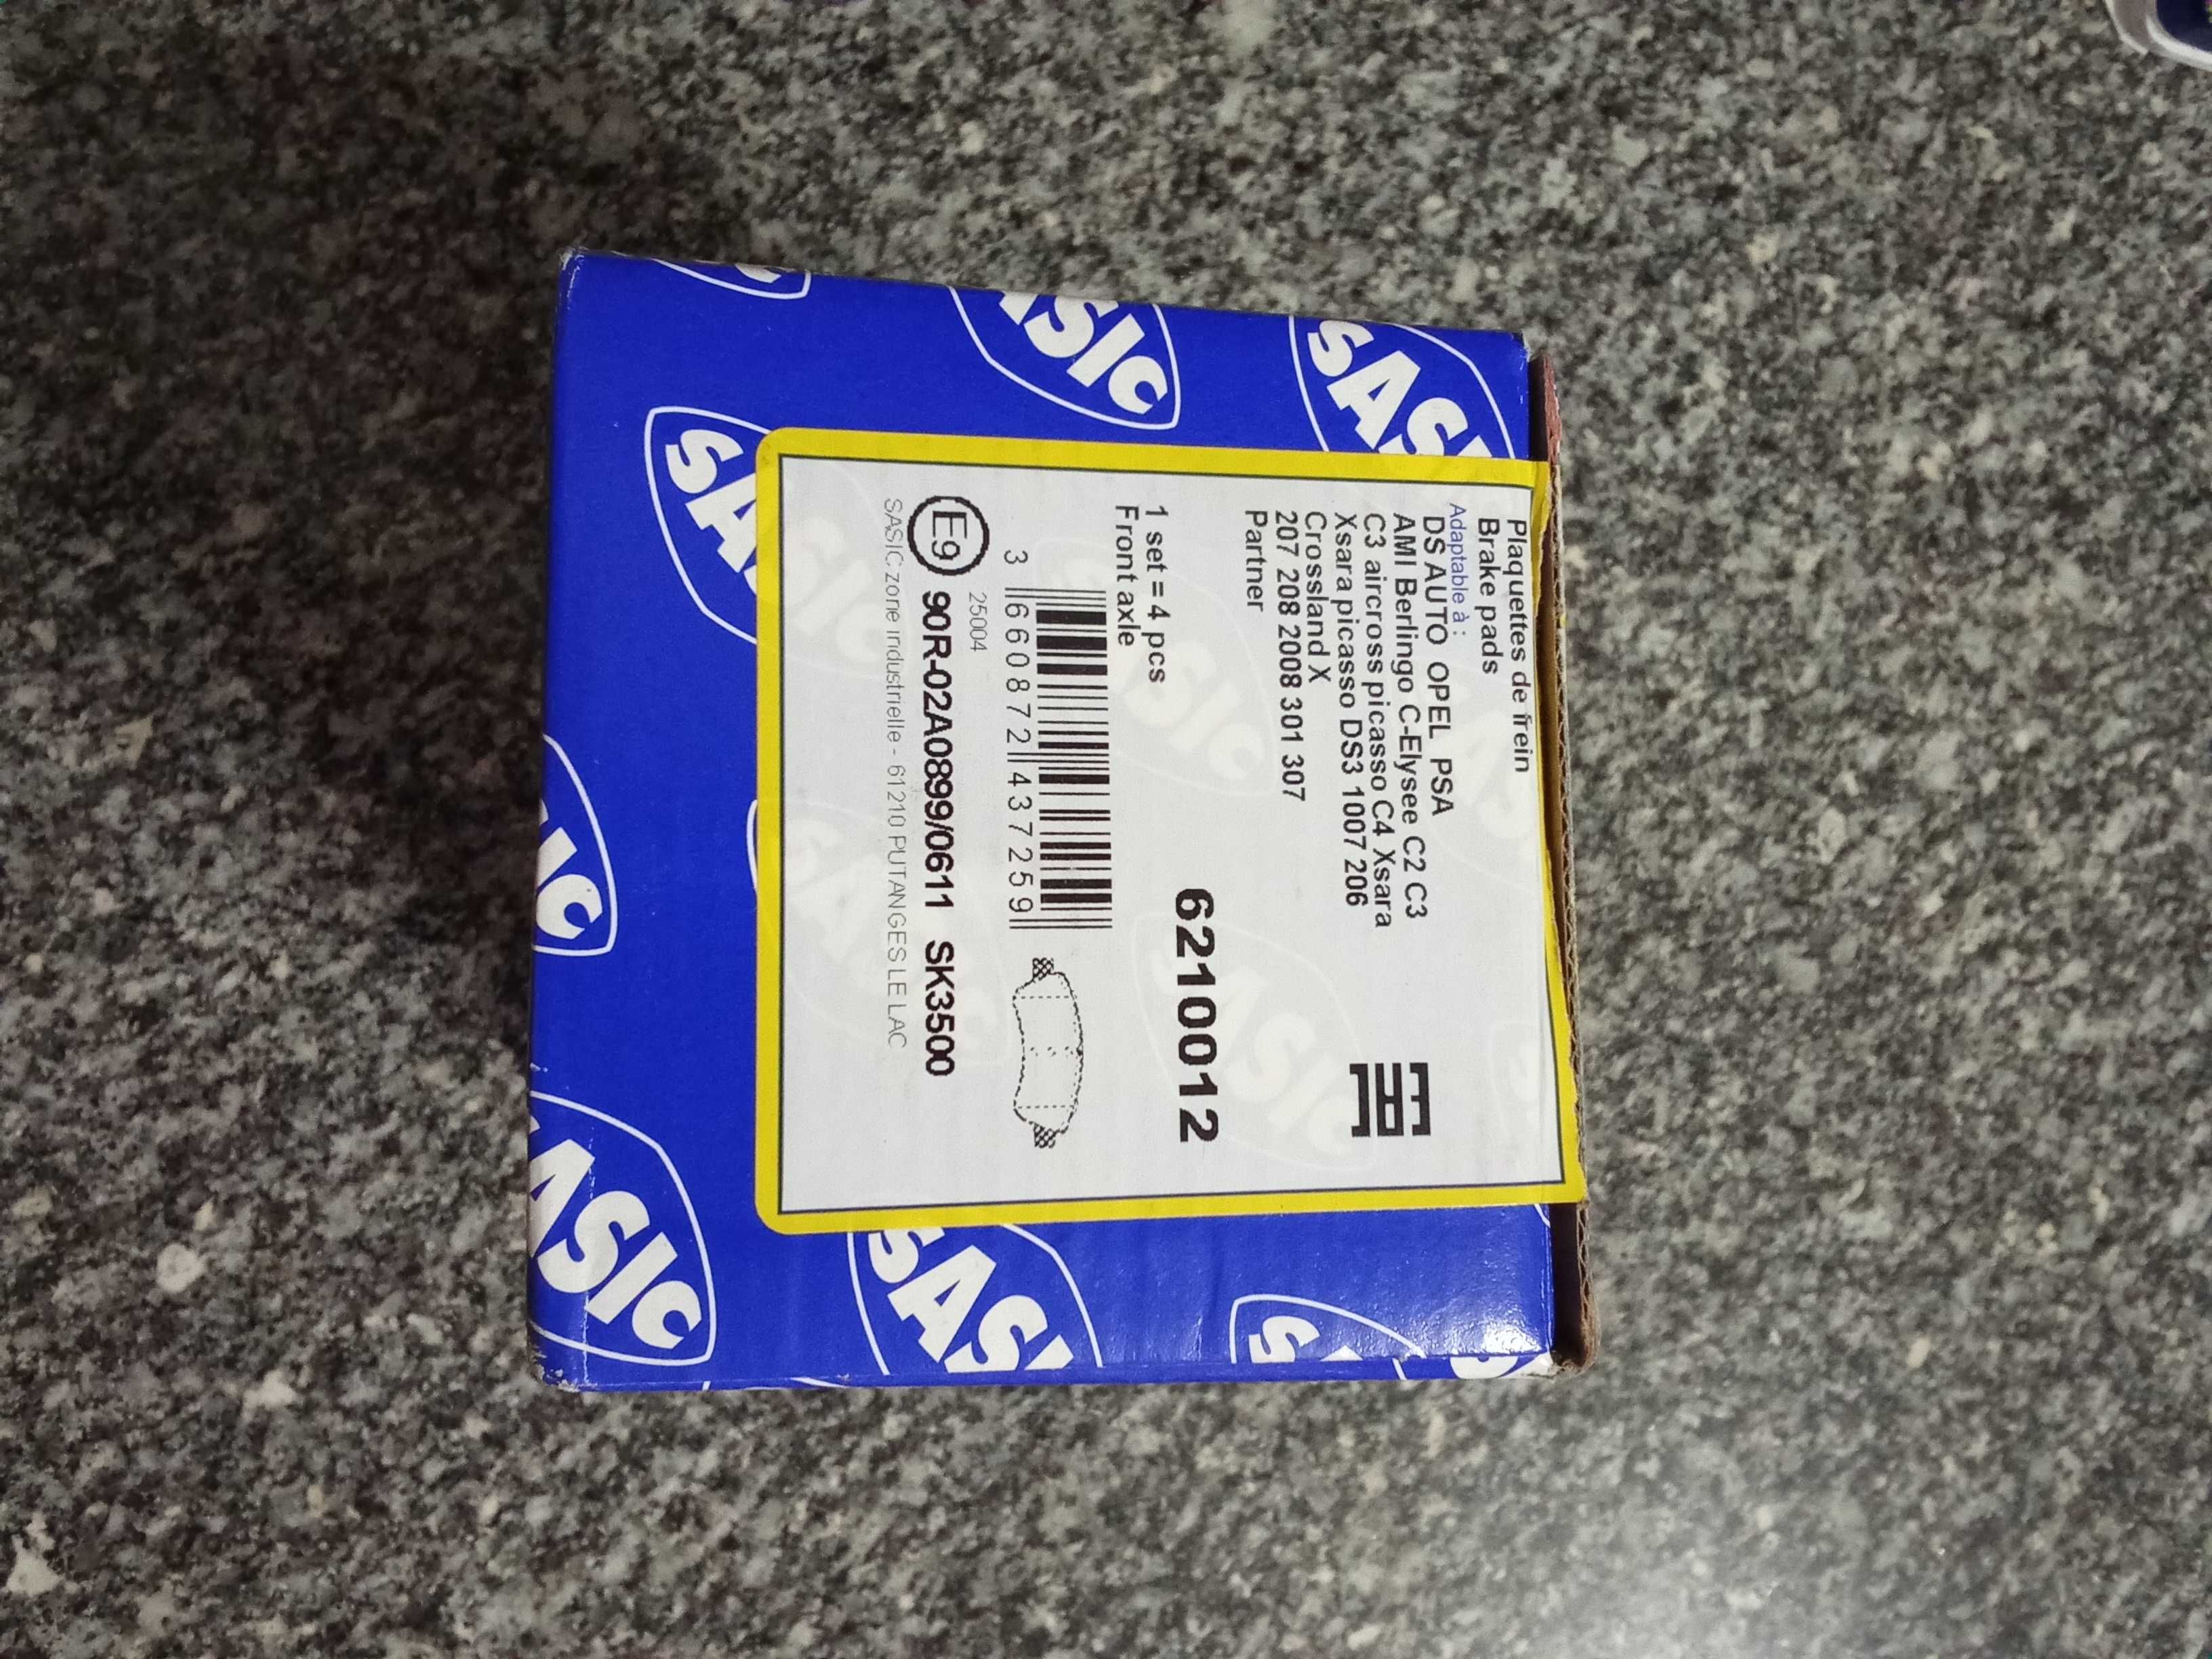 SASIC
Plaquettes de frein
Brake pads
Adaptable à :
DS AUTO OPEL PSA
AMI Berlingo C-Elysee C2 C3
C3 aircross picasso C4 Xsara
Xsara picasso DS3 1007 206
Crossland X
207 208 2008 301 307
Partner
6210012
1 set = 4 pcs
Front axle
3 660872 437259
25004
E9 90R-02A0899/0611 SK3500
SASIC zone industrielle - 61210 PUTANGES LE LAC